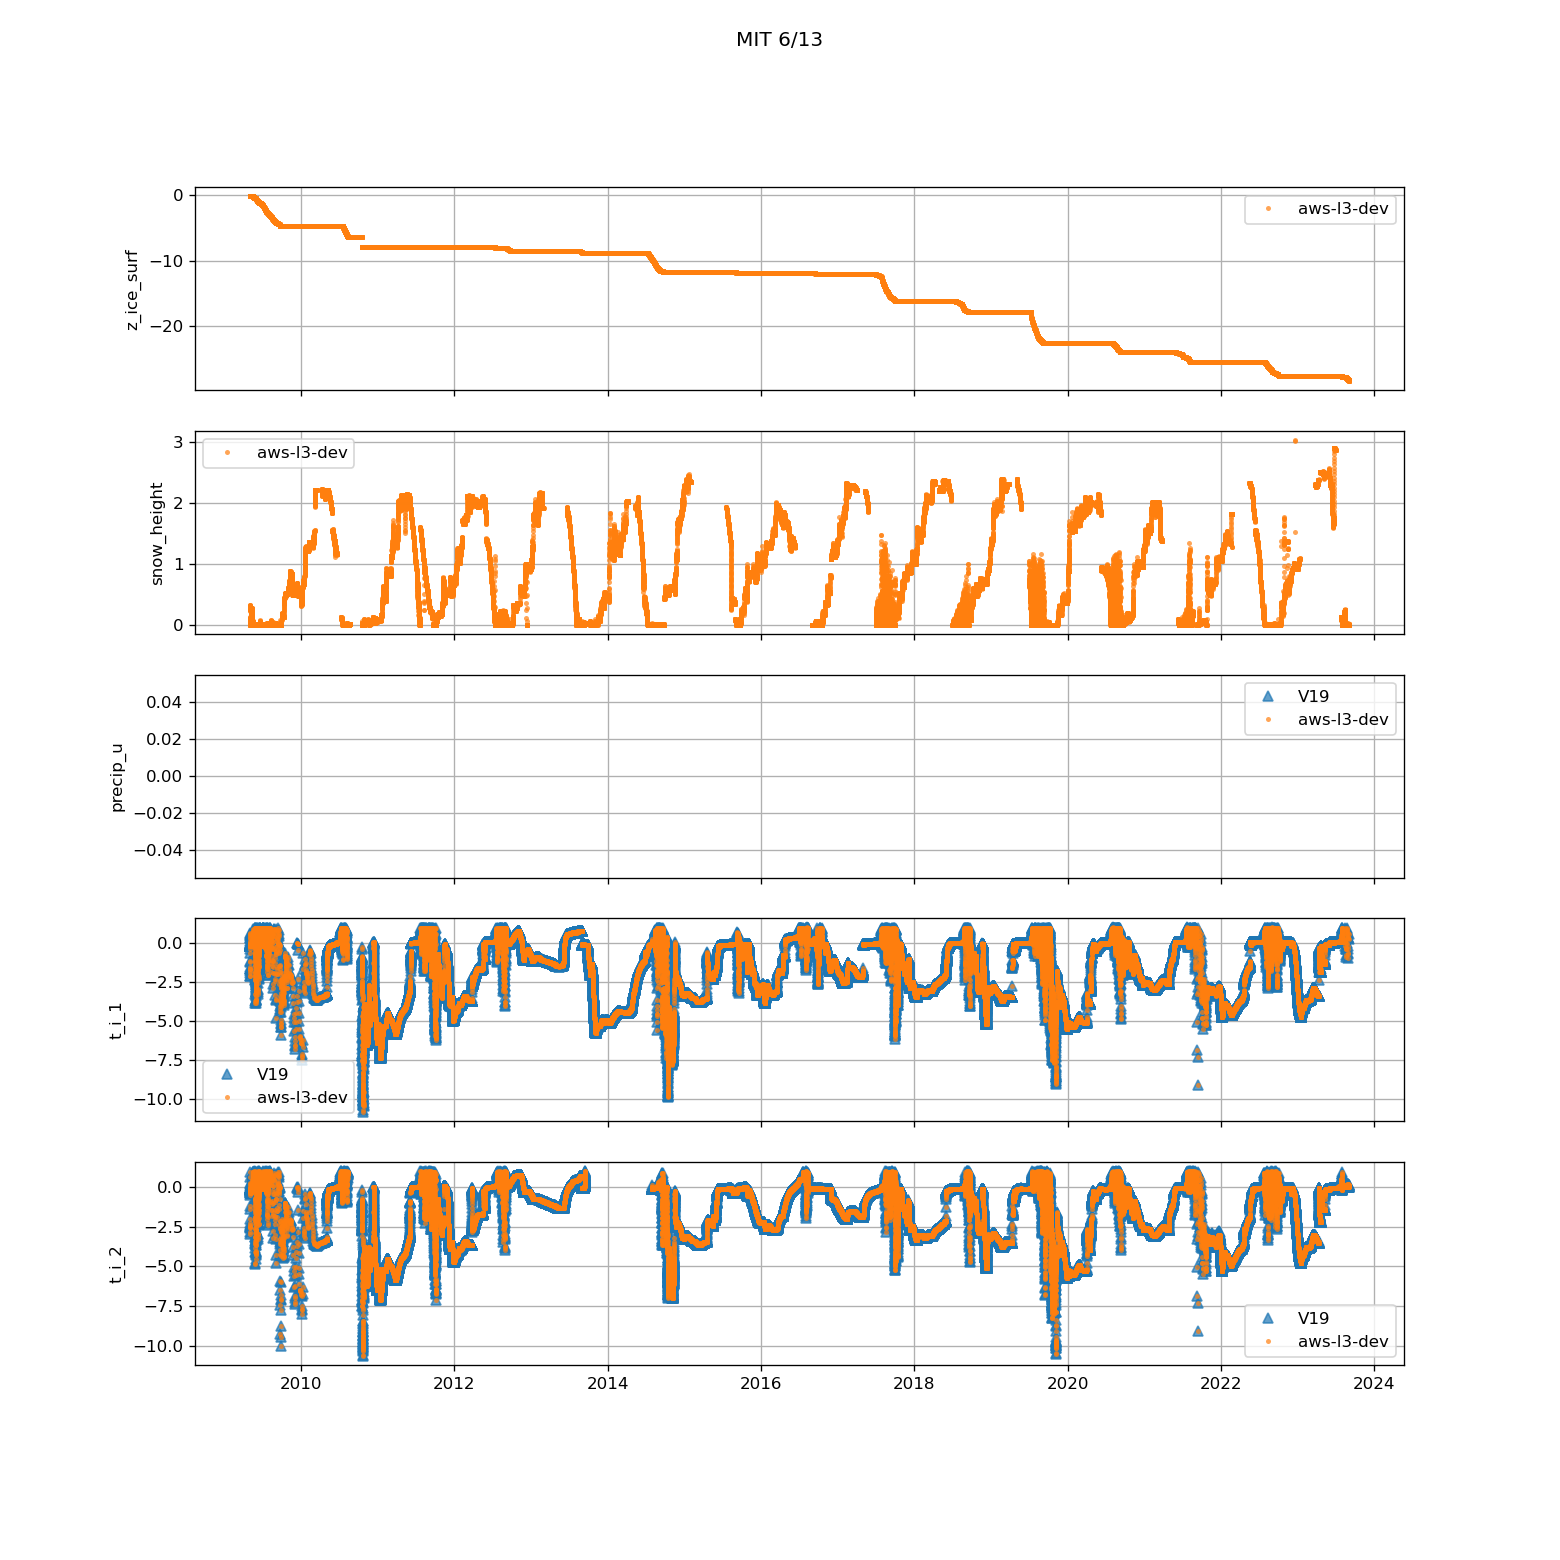 MIT 6/13
0
−10
−20
z_ice_surf
aws-l3-dev
3
2
1
0
snow_height
aws-l3-dev
0.04
0.02
0.00
−0.02
−0.04
precip_u
V19
aws-l3-dev
0.0
−2.5
−5.0
−7.5
−10.0
t_i_1
V19
aws-l3-dev
0.0
−2.5
−5.0
−7.5
−10.0
t_i_2
V19
aws-l3-dev
2010 2012 2014 2016 2018 2020 2022 2024